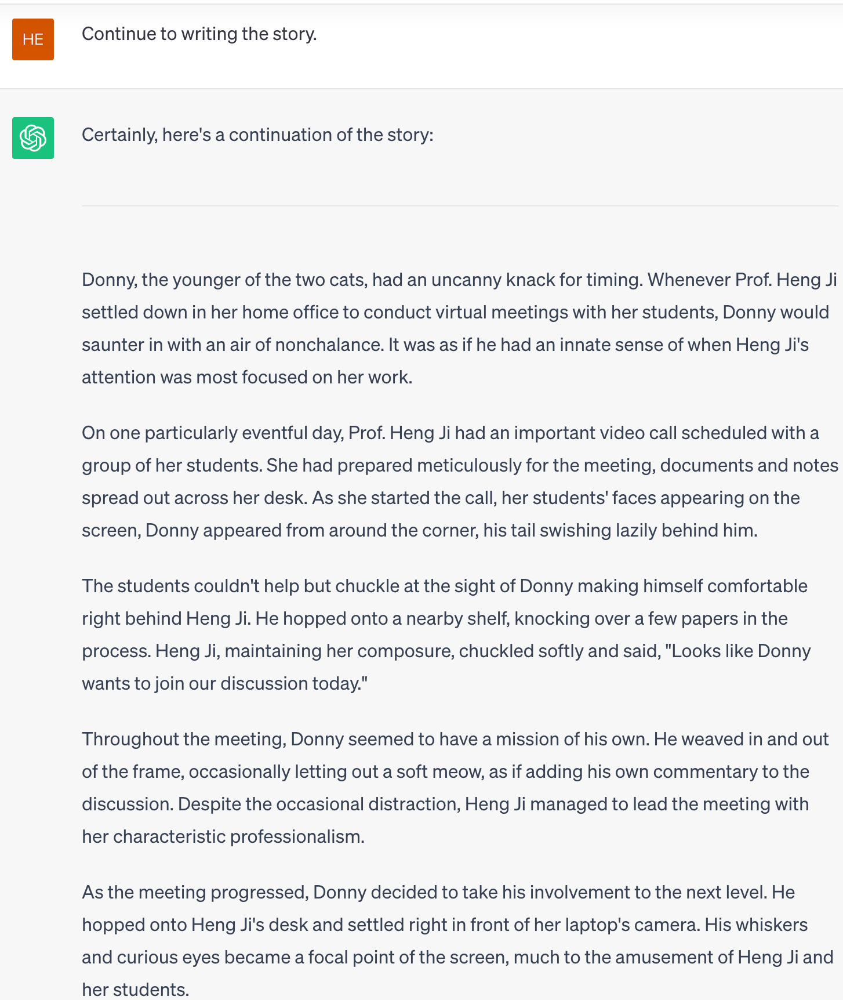 HE
Continue to writing the story.
Certainly, here's a continuation of the story:
Donny, the younger of the two cats, had an uncanny knack for timing. Whenever Prof. Heng Ji
settled down in her home office to conduct virtual meetings with her students, Donny would
saunter in with an air of nonchalance. It was as if he had an innate sense of when Heng Ji's
attention was most focused on her work.
On one particularly eventful day, Prof. Heng Ji had an important video call scheduled with a
group of her students. She had prepared meticulously for the meeting, documents and notes
spread out across her desk. As she started the call, her students' faces appearing on the
screen, Donny appeared from around the corner, his tail swishing lazily behind him.
The students couldn't help but chuckle at the sight of Donny making himself comfortable
right behind Heng Ji. He hopped onto a nearby shelf, knocking over a few papers in the
process. Heng Ji, maintaining her composure, chuckled softly and said, "Looks like Donny
wants to join our discussion today."
Throughout the meeting, Donny seemed to have a mission of his own. He weaved in and out
of the frame, occasionally letting out a soft meow, as if adding his own commentary to the
discussion. Despite the occasional distraction, Heng Ji managed to lead the meeting with
her characteristic professionalism.
As the meeting progressed, Donny decided to take his involvement to the next level. He
hopped onto Heng Ji's desk and settled right in front of her laptop's camera. His whiskers
and curious eyes became a focal point of the screen, much to the amusement of Heng Ji and
her students.